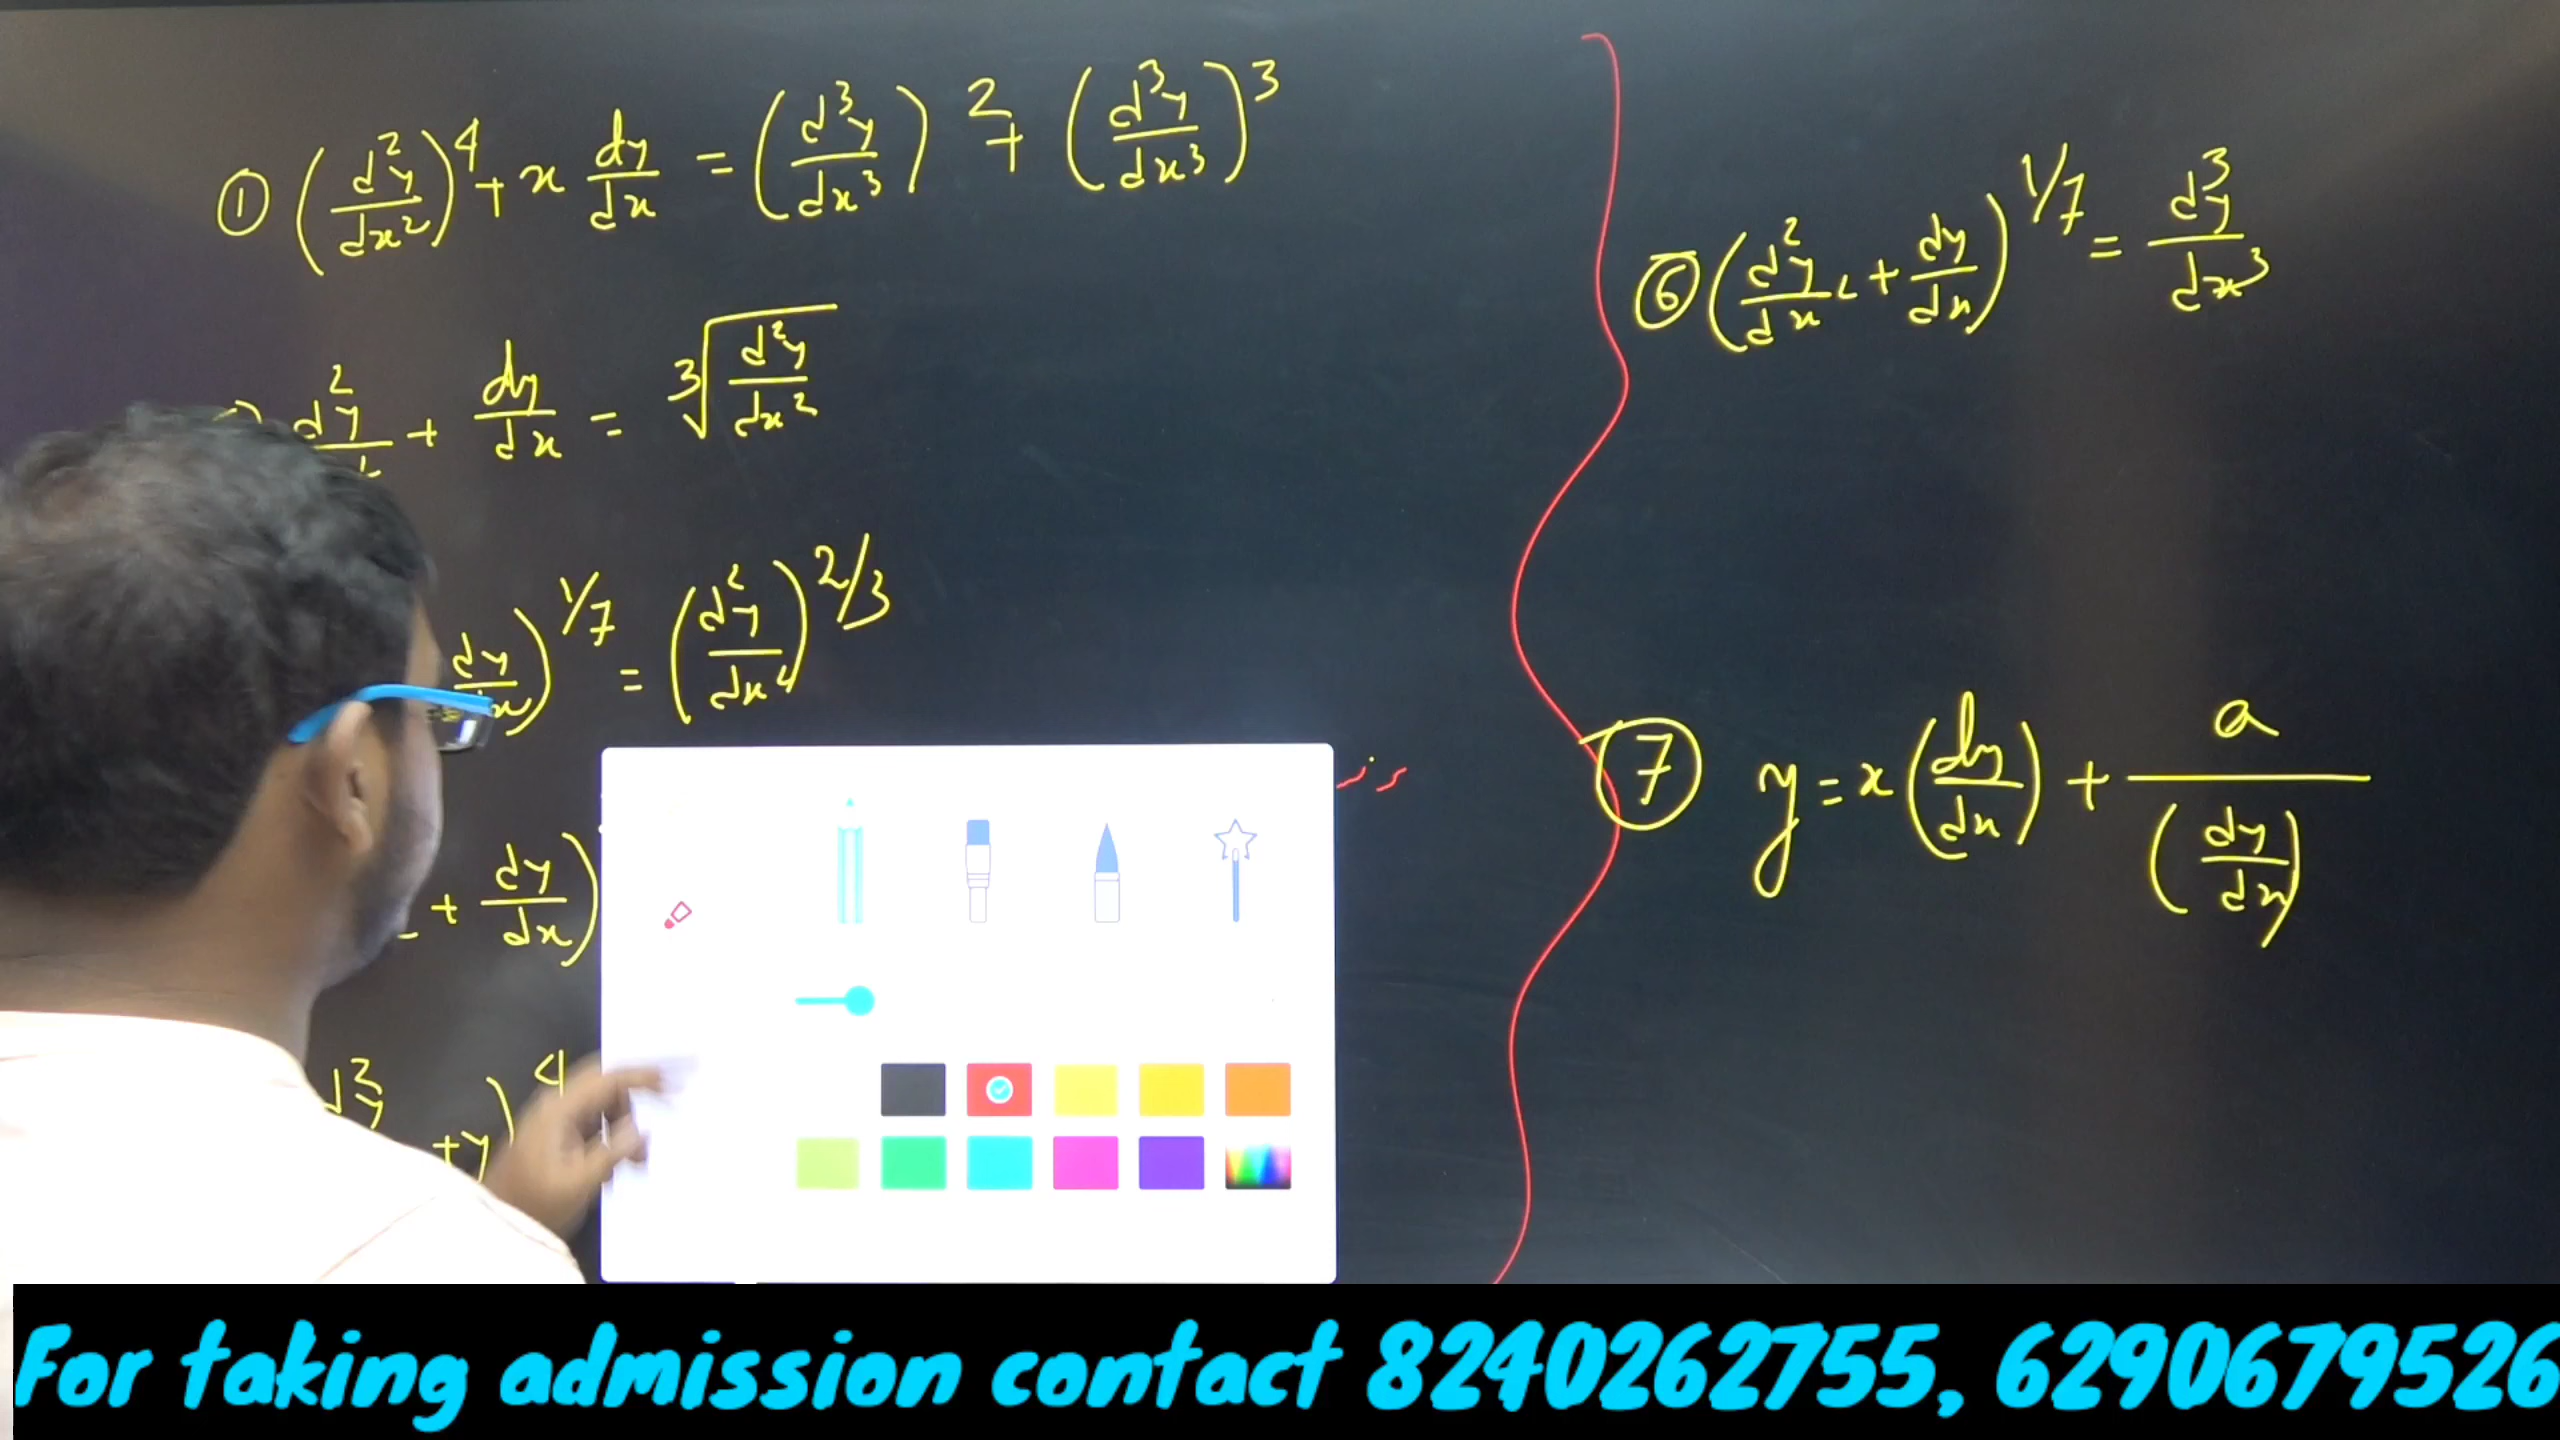 ① (d²y/dx²)⁴ + x dy/dx = (d³y/dx³)² + (d³y/dx³)³
d²y + dy/dx = ³√(d²y/dx²)
dy/dx)^1/7 = (d²y/dx²)^2/3
+ dy/dx)
+y)⁴
⑥ (d²y/dx² + dy/dx)^1/7 = d³y/dx³
⑦ y = x(dy/dx) + a/(dy/dx)
For taking admission contact 8240262755, 6290679526